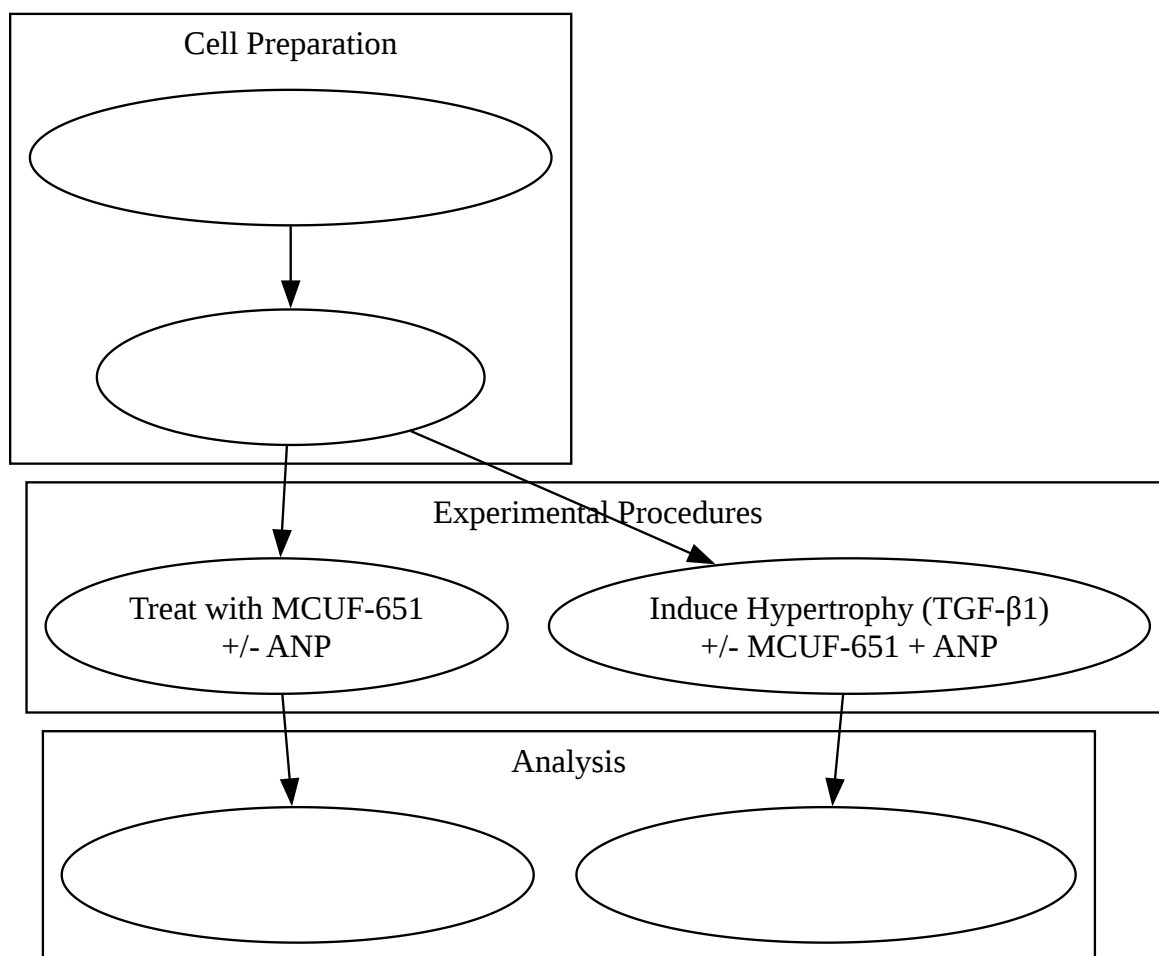 Cell Preparation
Experimental Procedures
Treat with MCUF-651
+/- ANP
Induce Hypertrophy (TGF-β1)
+/- MCUF-651 + ANP
Analysis